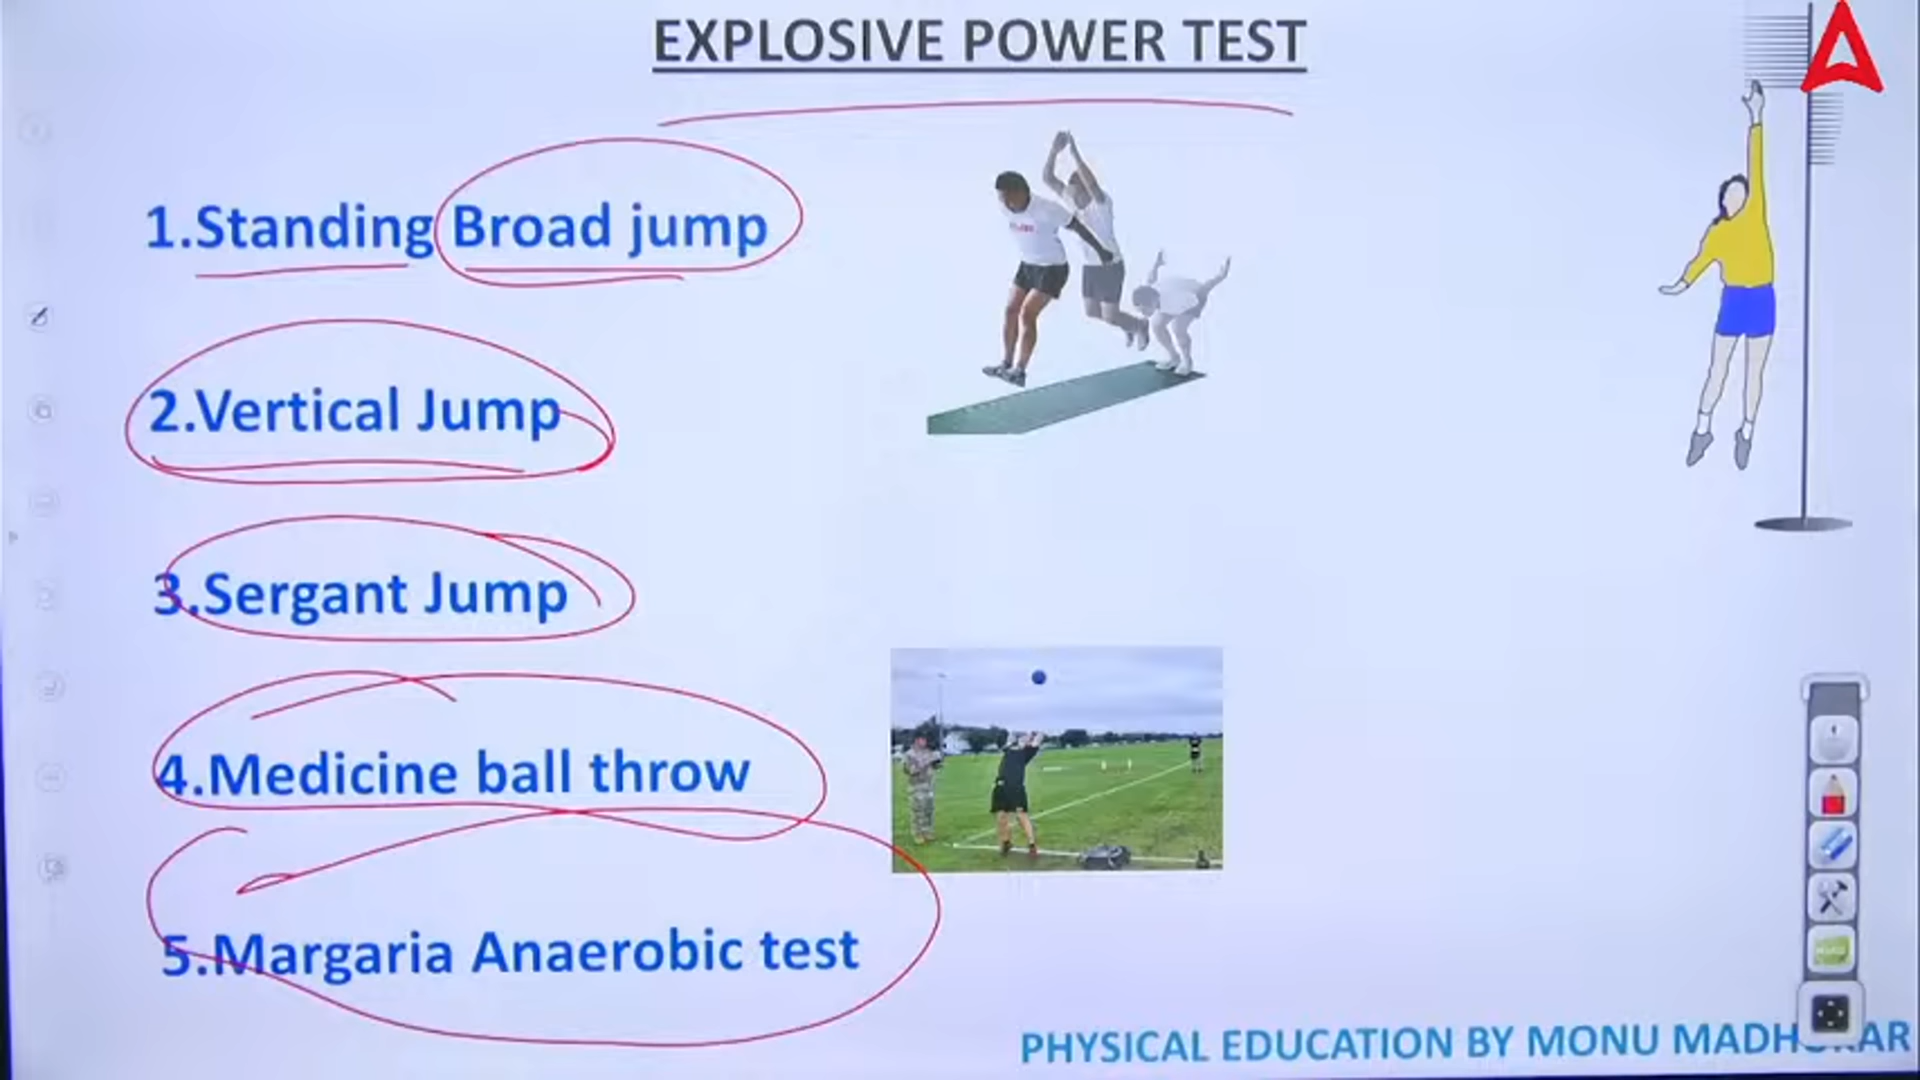 EXPLOSIVE POWER TEST
1.Standing Broad jump
2.Vertical Jump
3.Sergant Jump
4.Medicine ball throw
5.Margaria Anaerobic test
PHYSICAL EDUCATION BY MONU